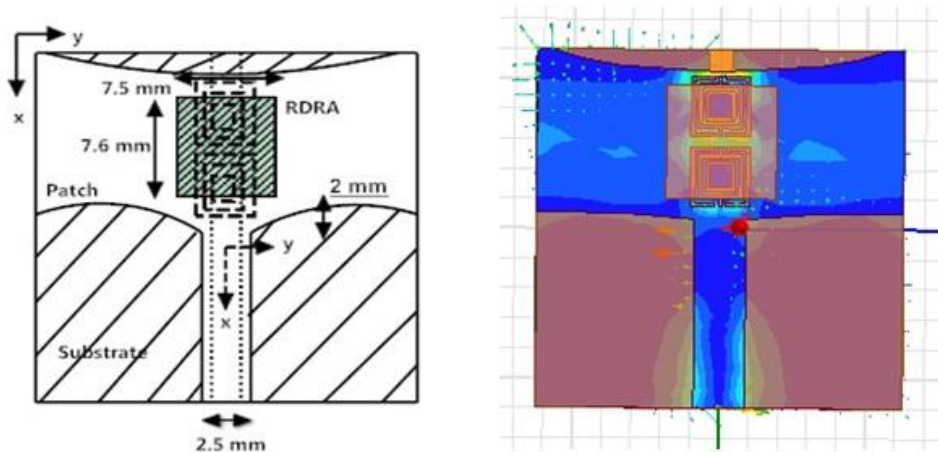 y
x
7.5 mm
RDRA
7.6 mm
Patch
2 mm
y
x
Substrate
2.5 mm